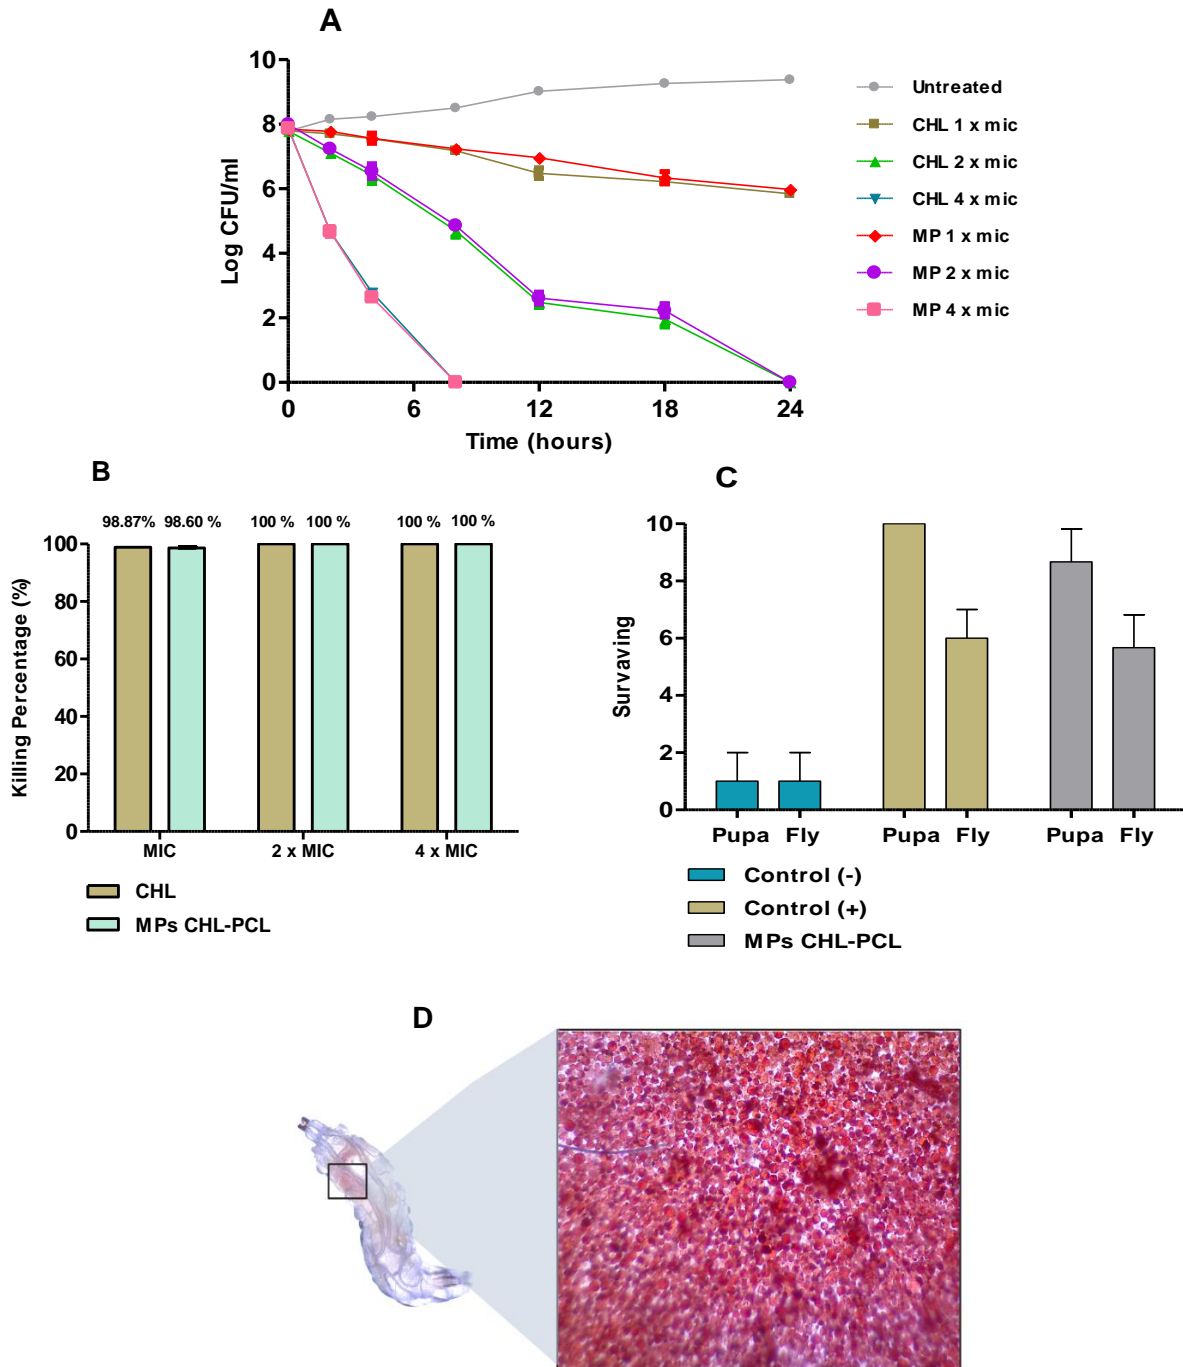 A
Log CFU/ml
10
8
6
4
2
0
0 6 12 18 24
Time (hours)
Untreated
CHL 1 x mic
CHL 2 x mic
CHL 4 x mic
MP 1 x mic
MP 2 x mic
MP 4 x mic
B
98.87% 98.60 % 100 % 100 % 100 % 100 %
Killing Percentage (%)
100
80
60
40
20
0
MIC 2 x MIC 4 x MIC
CHL
MPs CHL-PCL
C
Survaving
10
8
6
4
2
0
Pupa Fly Pupa Fly Pupa Fly
Control (-)
Control (+)
MPs CHL-PCL
D